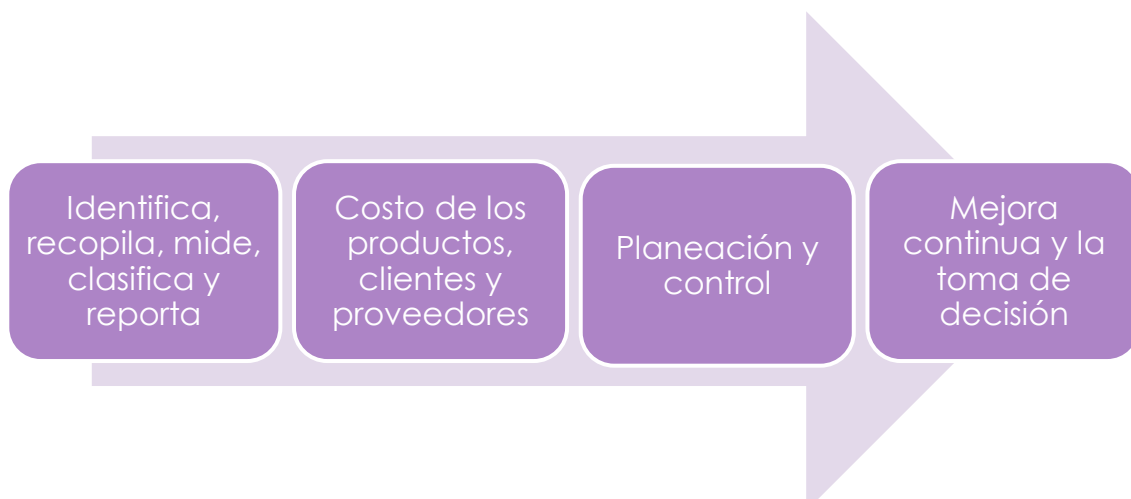 Identifica,
recopila, mide,
clasifica y
reporta
Costo de los
productos,
clientes y
proveedores
Planeación y
control
Mejora
continua y la
toma de
decisión